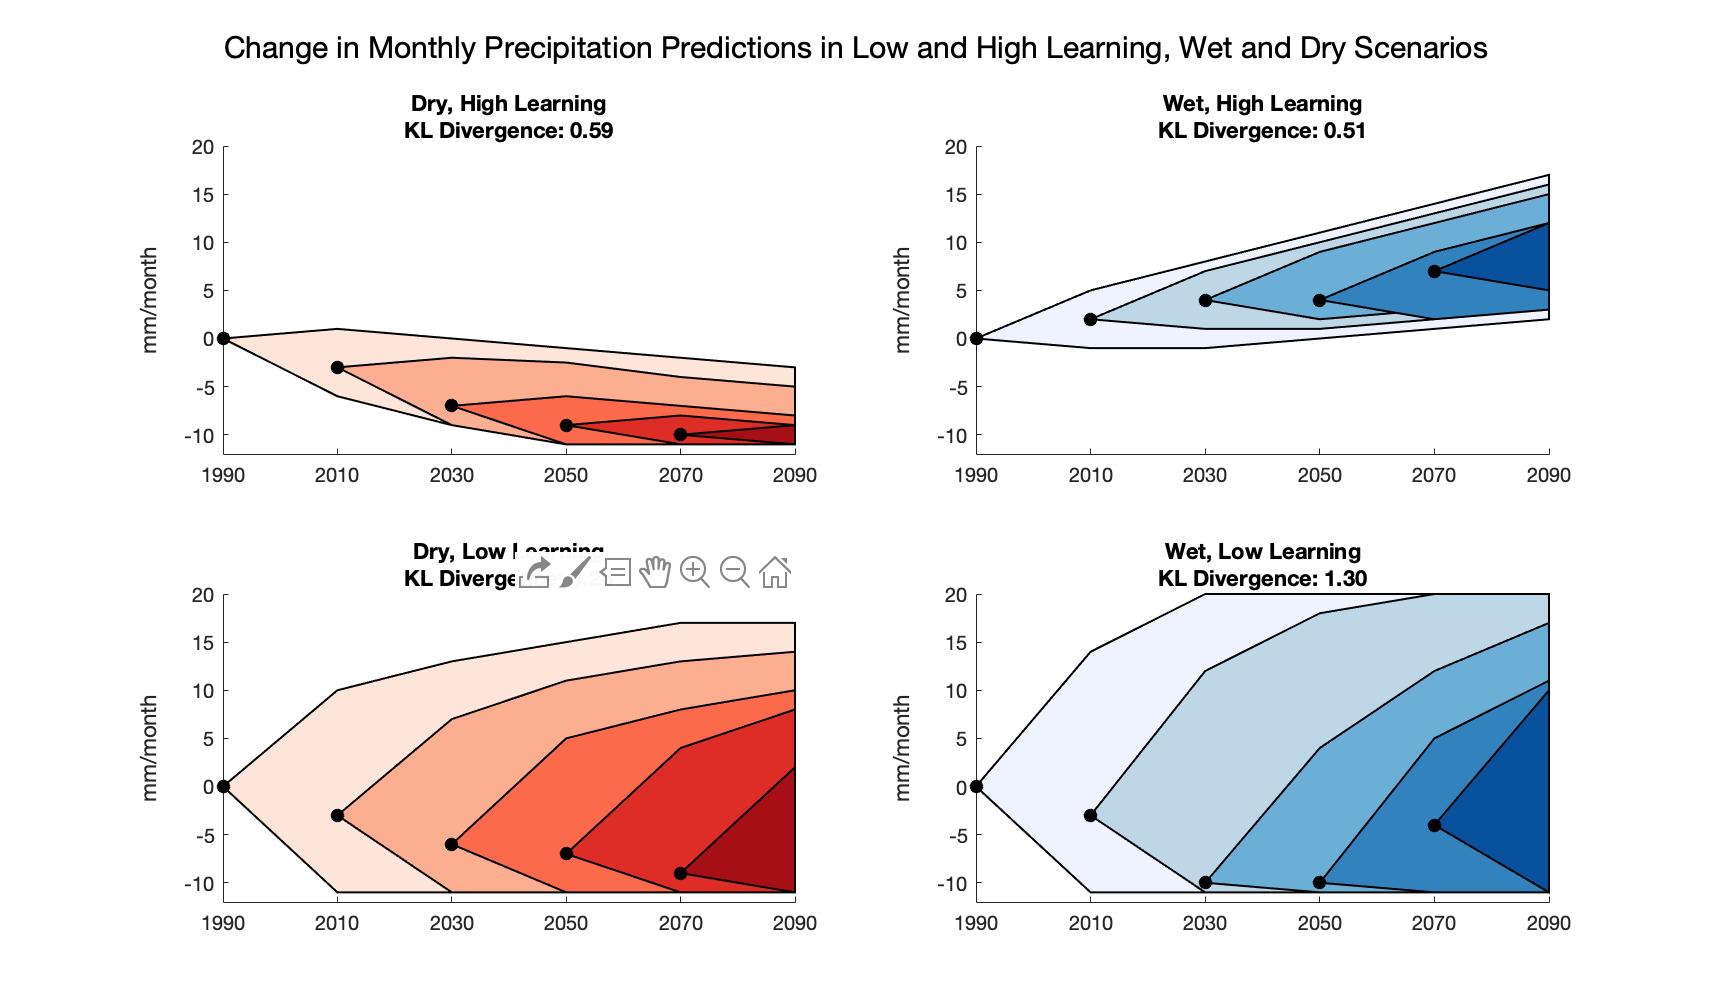 Change in Monthly Precipitation Predictions in Low and High Learning, Wet and Dry Scenarios
Dry, High Learning
KL Divergence: 0.59
20
15
10
5
0
-5
-10
mm/month
1990 2010 2030 2050 2070 2090
Wet, High Learning
KL Divergence: 0.51
20
15
10
5
0
-5
-10
mm/month
1990 2010 2030 2050 2070 2090
Dry, Low Learning
KL Diverge
20
15
10
5
0
-5
-10
mm/month
1990 2010 2030 2050 2070 2090
Wet, Low Learning
KL Divergence: 1.30
20
15
10
5
0
-5
-10
mm/month
1990 2010 2030 2050 2070 2090